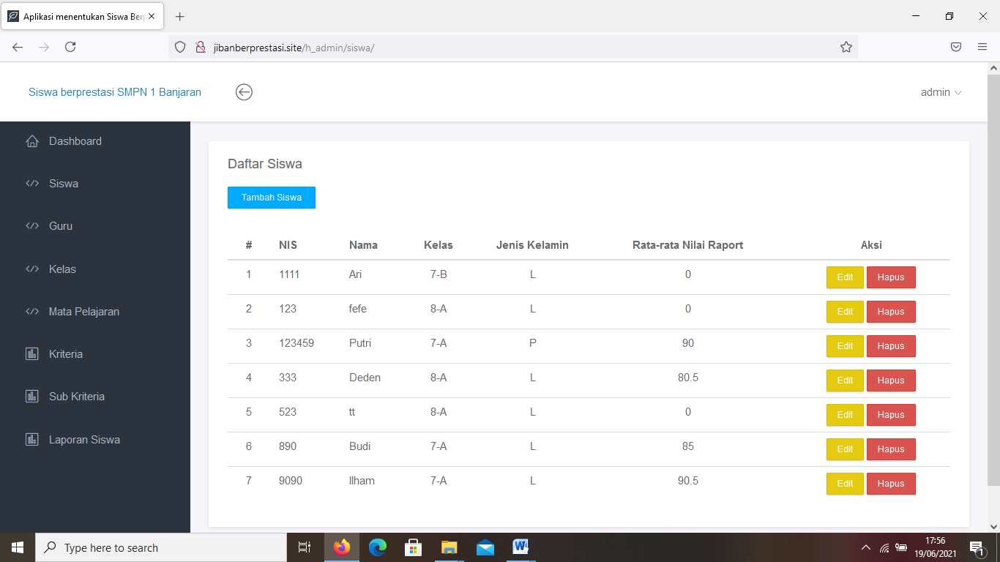 Aplikasi menentukan Siswa Berp
jibanberprestasi.site/h_admin/siswa/
Siswa berprestasi SMPN 1 Banjaran
admin
Dashboard
Siswa
Guru
Kelas
Mata Pelajaran
Kriteria
Sub Kriteria
Laporan Siswa
Daftar Siswa
Tambah Siswa
# NIS Nama Kelas Jenis Kelamin Rata-rata Nilai Raport Aksi
1 1111 Ari 7-B L 0 Edit Hapus
2 123 fefe 8-A L 0 Edit Hapus
3 123459 Putri 7-A P 90 Edit Hapus
4 333 Deden 8-A L 80.5 Edit Hapus
5 523 tt 8-A L 0 Edit Hapus
6 890 Budi 7-A L 85 Edit Hapus
7 9090 Ilham 7-A L 90.5 Edit Hapus
Type here to search
17:56
19/06/2021
1